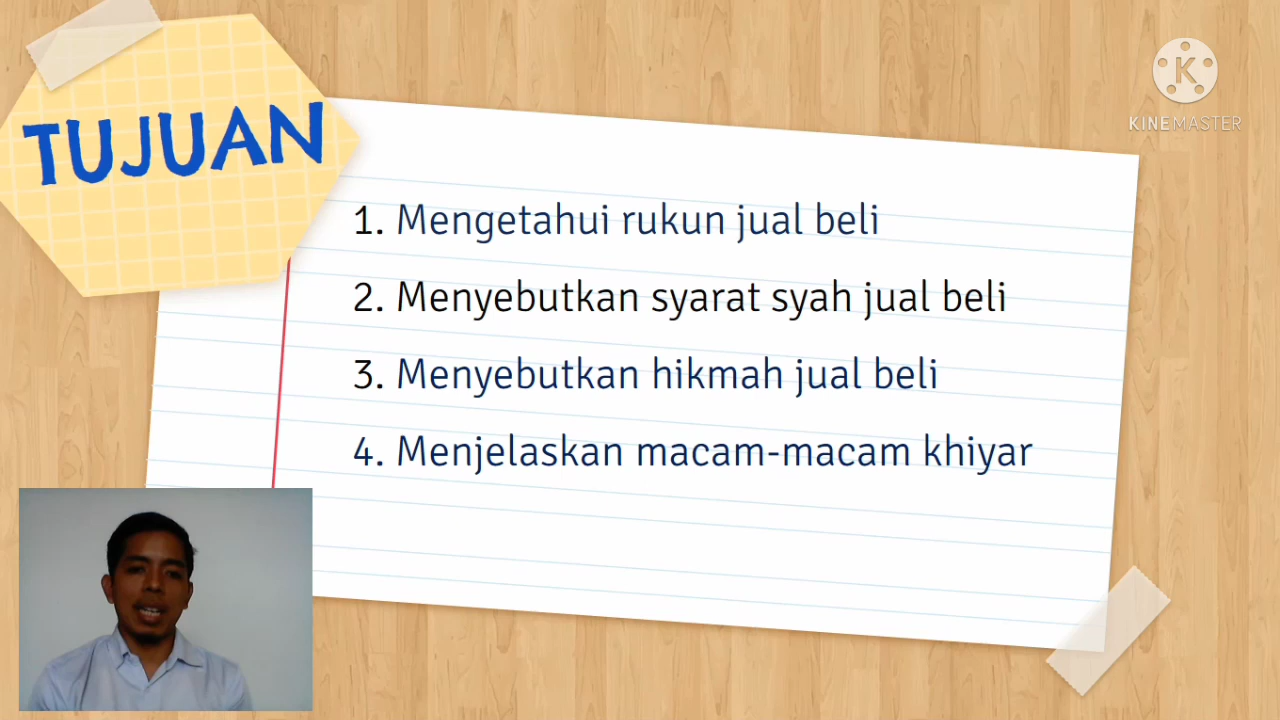 TUJUAN
1. Mengetahui rukun jual beli
2. Menyebutkan syarat syah jual beli
3. Menyebutkan hikmah jual beli
4. Menjelaskan macam-macam khiyar
K
KINEMASTER